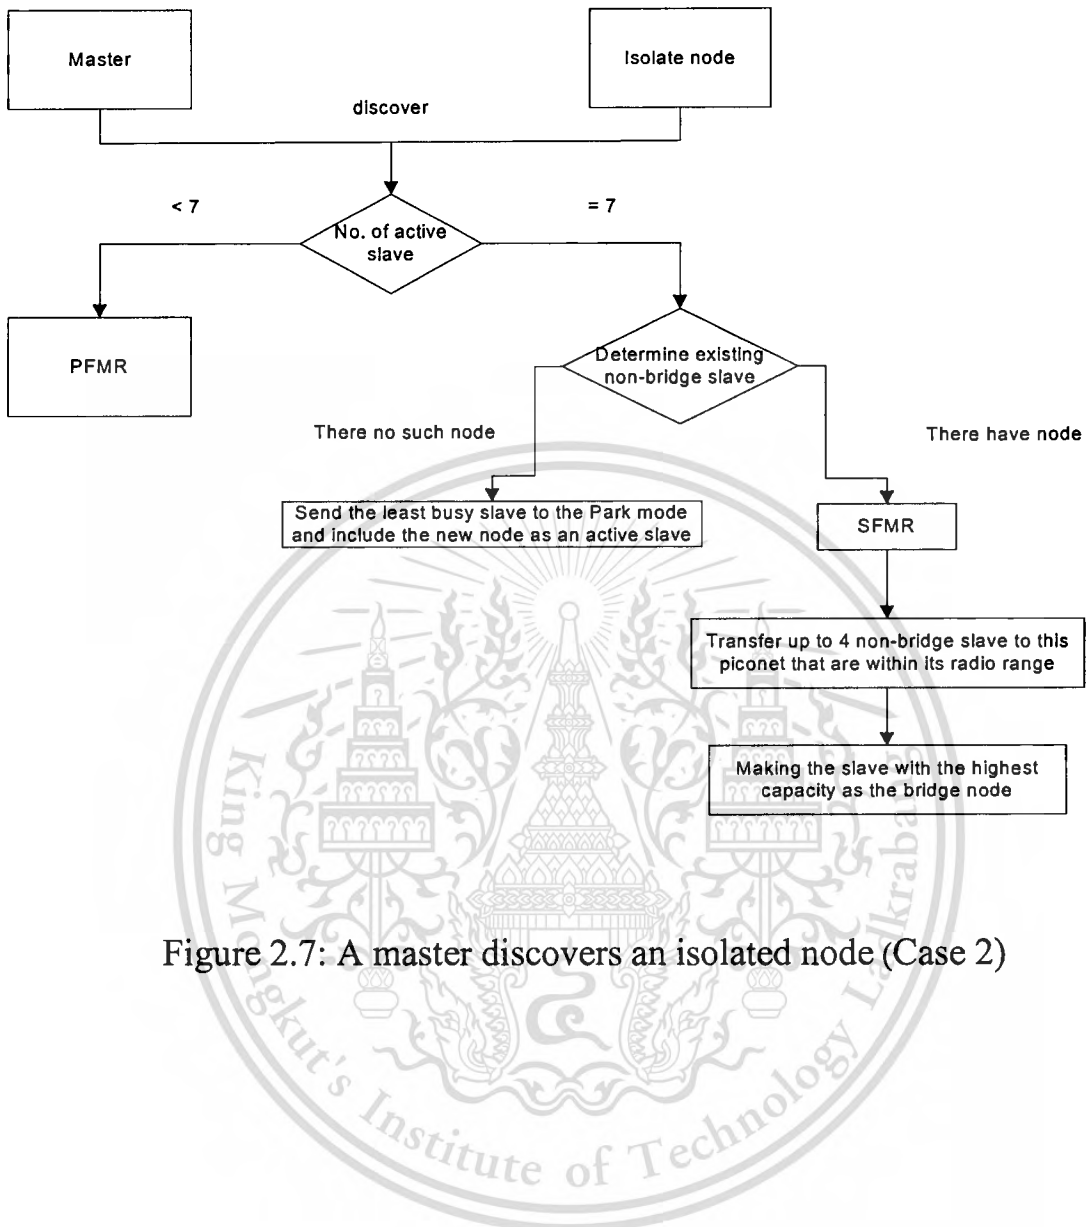 Master
Isolate node
discover
< 7
= 7
No. of active
slave
PFMR
Determine existing
non-bridge slave
There no such node
There have node
Send the least busy slave to the Park mode
and include the new node as an active slave
SFMR
Transfer up to 4 non-bridge slave to this
piconet that are within its radio range
Making the slave with the highest
capacity as the bridge node
Figure 2.7: A master discovers an isolated node (Case 2)
King Mongkut's Institute of Technology Ladkrabang